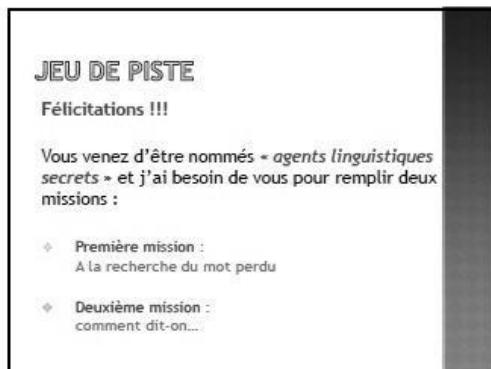 JEU DE PISTE
Félicitations !!!
Vous venez d'être nommés « agents linguistiques
secrets » et j'ai besoin de vous pour remplir deux
missions :
Première mission :
A la recherche du mot perdu
Deuxième mission :
comment dit-on...